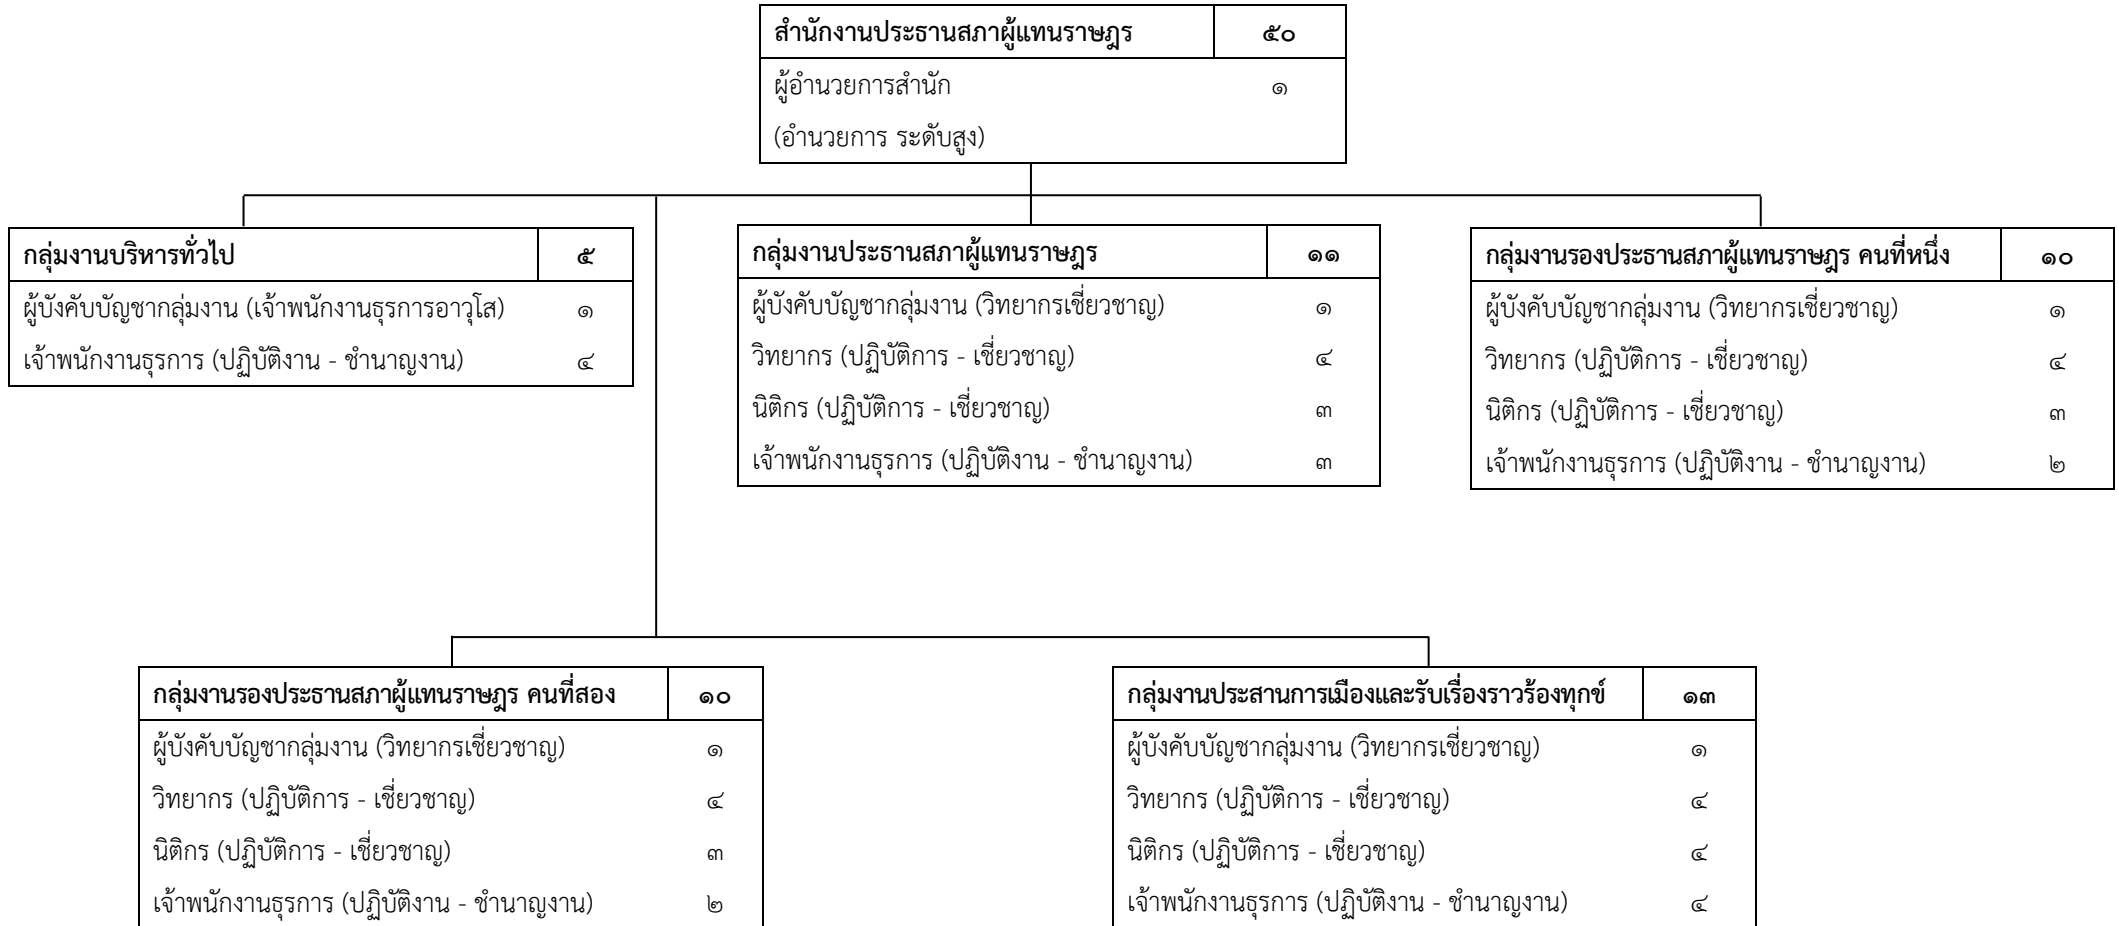 สำนักงานประธานสภาผู้แทนราษฎร ๕๐
ผู้อำนวยการสำนัก ๑
(อำนวยการ ระดับสูง)
กลุ่มงานบริหารทั่วไป ๕
ผู้บังคับบัญชากลุ่มงาน (เจ้าพนักงานธุรการอาวุโส) ๑
เจ้าพนักงานธุรการ (ปฏิบัติงาน - ชำนาญงาน) ๔
กลุ่มงานประธานสภาผู้แทนราษฎร ๑๑
ผู้บังคับบัญชากลุ่มงาน (วิทยากรเชี่ยวชาญ) ๑
วิทยากร (ปฏิบัติการ - เชี่ยวชาญ) ๔
นิติกร (ปฏิบัติการ - เชี่ยวชาญ) ๓
เจ้าพนักงานธุรการ (ปฏิบัติงาน - ชำนาญงาน) ๓
กลุ่มงานรองประธานสภาผู้แทนราษฎร คนที่หนึ่ง ๑๐
ผู้บังคับบัญชากลุ่มงาน (วิทยากรเชี่ยวชาญ) ๑
วิทยากร (ปฏิบัติการ - เชี่ยวชาญ) ๔
นิติกร (ปฏิบัติการ - เชี่ยวชาญ) ๓
เจ้าพนักงานธุรการ (ปฏิบัติงาน - ชำนาญงาน) ๒
กลุ่มงานรองประธานสภาผู้แทนราษฎร คนที่สอง ๑๐
ผู้บังคับบัญชากลุ่มงาน (วิทยากรเชี่ยวชาญ) ๑
วิทยากร (ปฏิบัติการ - เชี่ยวชาญ) ๔
นิติกร (ปฏิบัติการ - เชี่ยวชาญ) ๓
เจ้าพนักงานธุรการ (ปฏิบัติงาน - ชำนาญงาน) ๒
กลุ่มงานประสานการเมืองและรับเรื่องราวร้องทุกข์ ๑๓
ผู้บังคับบัญชากลุ่มงาน (วิทยากรเชี่ยวชาญ) ๑
วิทยากร (ปฏิบัติการ - เชี่ยวชาญ) ๔
นิติกร (ปฏิบัติการ - เชี่ยวชาญ) ๔
เจ้าพนักงานธุรการ (ปฏิบัติงาน - ชำนาญงาน) ๔